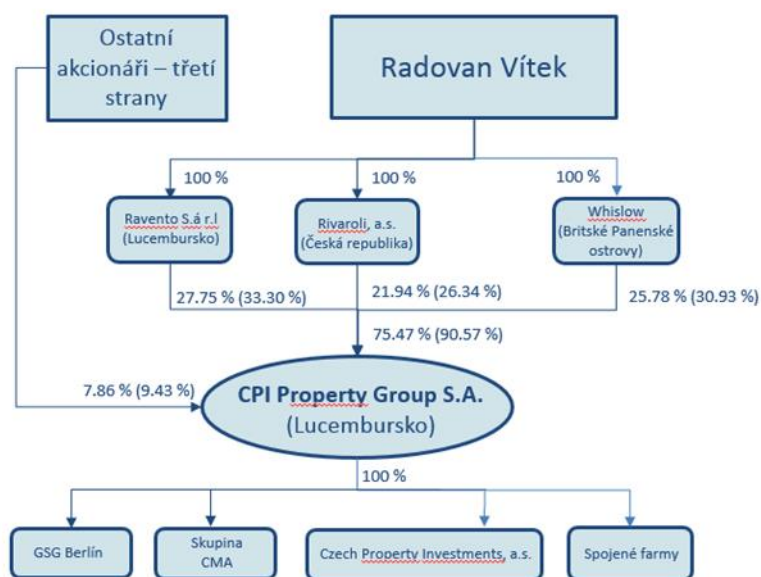 Ostatní
akcionáři – třetí
strany
Radovan Vítek
100 %
100 %
100 %
Ravento S.á r.l
(Lucembursko)
Rivaroli, a.s.
(Česká republika)
Whislow
(Britské Panenské
ostrovy)
27.75 % (33.30 %)
21.94 % (26.34 %)
25.78 % (30.93 %)
75.47 % (90.57 %)
7.86 % (9.43 %)
CPI Property Group S.A.
(Lucembursko)
100 %
GSG Berlín
Skupina
CMA
Czech Property Investments, a.s.
Spojené farmy